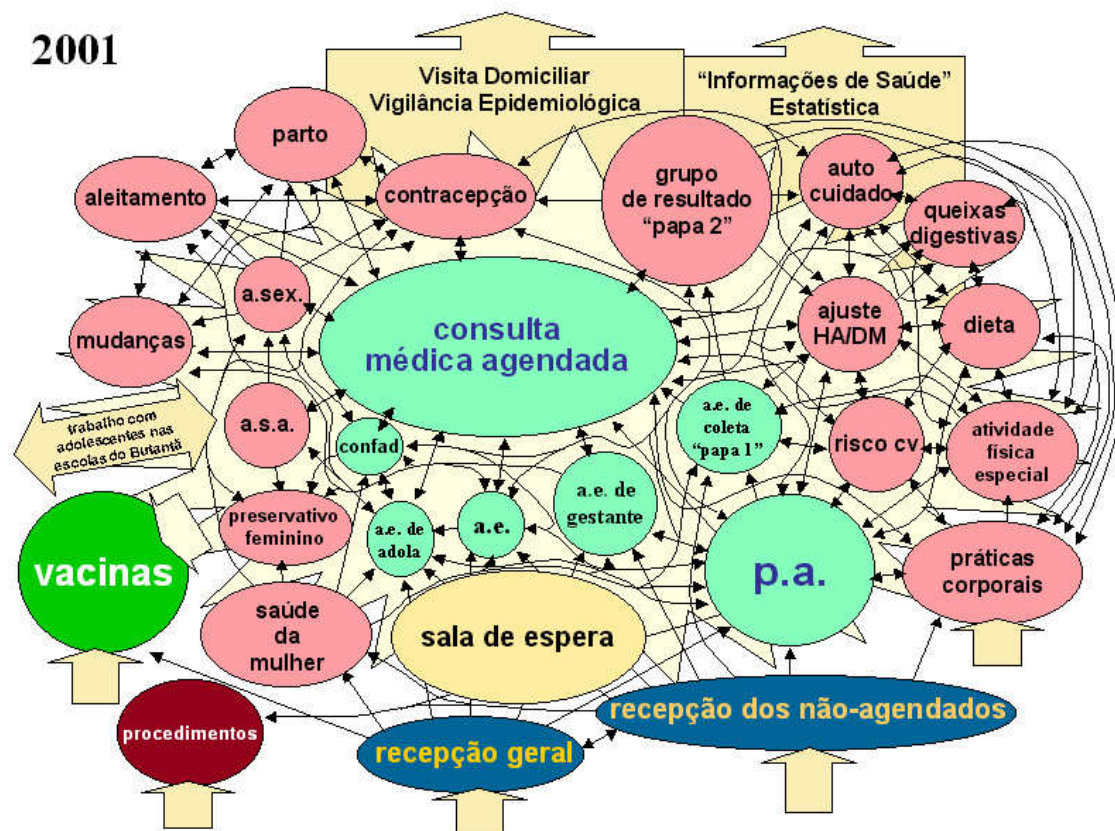 2001
Visita Domiciliar
Vigilância Epidemiológica
“Informações de Saúde”
Estatística
parto
aleitamento
contracepção
grupo
de resultado
“papa 2”
auto
cuidado
queixas
digestivas
a.sex.
mudanças
consulta
médica agendada
ajuste
HA/DM
dieta
trabalho com
adolescentes nas
escolas do Butantã
a.s.a.
confad
a.e. de
coleta
“papa 1”
risco cv
atividade
física
especial
preservativo
feminino
a.e. de
adola
a.e.
a.e. de
gestante
vacinas
p.a.
práticas
corporais
saúde
da
mulher
sala de espera
procedimentos
recepção geral
recepção dos não-agendados